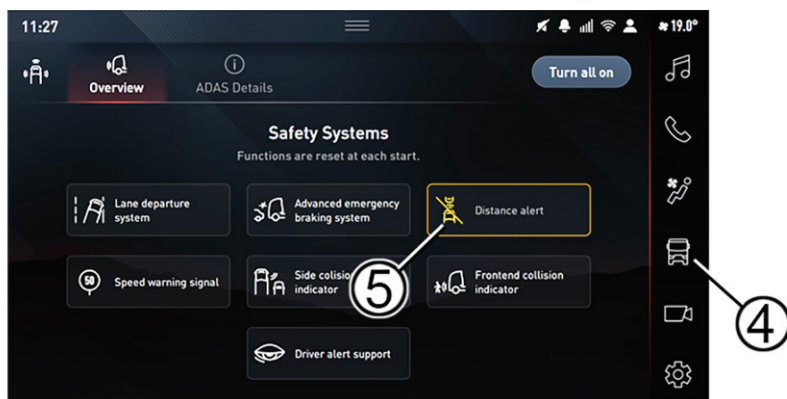 11:27
19.0°
Overview
ADAS Details
Turn all on
Safety Systems
Functions are reset at each start.
Lane departure
system
Advanced emergency
braking system
Distance alert
50
Speed warning signal
Side colision
indicator
Frontend collision
indicator
Driver alert support
5
4